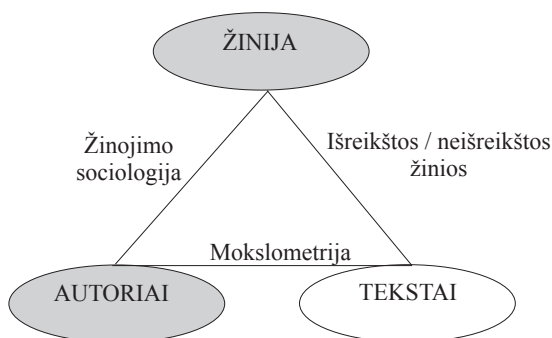 ŽINIJA
Žinojimo
sociologija
Išreikštos / neišreikštos
žinios
Mokslometrija
AUTORIAI
TEKSTAI